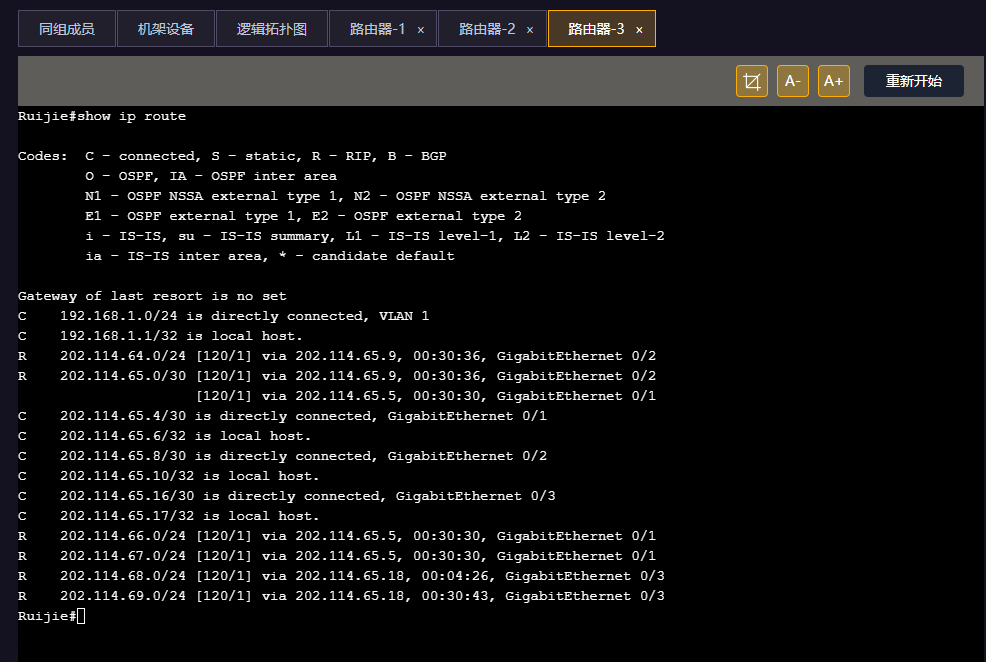 同组成员 机架设备 逻辑拓扑图 路由器-1 × 路由器-2 × 路由器-3 ×
A- A+ 重新开始
Ruijie#show ip route
Codes:  C - connected, S - static, R - RIP, B - BGP
O - OSPF, IA - OSPF inter area
N1 - OSPF NSSA external type 1, N2 - OSPF NSSA external type 2
E1 - OSPF external type 1, E2 - OSPF external type 2
i - IS-IS, su - IS-IS summary, L1 - IS-IS level-1, L2 - IS-IS level-2
ia - IS-IS inter area, * - candidate default
Gateway of last resort is no set
C    192.168.1.0/24 is directly connected, VLAN 1
C    192.168.1.1/32 is local host.
R    202.114.64.0/24 [120/1] via 202.114.65.9, 00:30:36, GigabitEthernet 0/2
R    202.114.65.0/30 [120/1] via 202.114.65.9, 00:30:36, GigabitEthernet 0/2
[120/1] via 202.114.65.5, 00:30:30, GigabitEthernet 0/1
C    202.114.65.4/30 is directly connected, GigabitEthernet 0/1
C    202.114.65.6/32 is local host.
C    202.114.65.8/30 is directly connected, GigabitEthernet 0/2
C    202.114.65.10/32 is local host.
C    202.114.65.16/30 is directly connected, GigabitEthernet 0/3
C    202.114.65.17/32 is local host.
R    202.114.66.0/24 [120/1] via 202.114.65.5, 00:30:30, GigabitEthernet 0/1
R    202.114.67.0/24 [120/1] via 202.114.65.5, 00:30:30, GigabitEthernet 0/1
R    202.114.68.0/24 [120/1] via 202.114.65.18, 00:04:26, GigabitEthernet 0/3
R    202.114.69.0/24 [120/1] via 202.114.65.18, 00:30:43, GigabitEthernet 0/3
Ruijie#